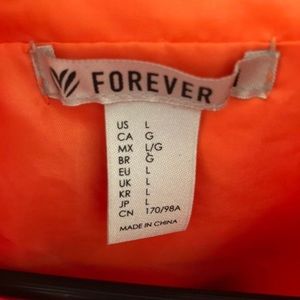 FOREVER
US L
CA G
MX L/G
BR G
EU L
UK L
KR L
JP L
CN 170/98A
MADE IN CHINA